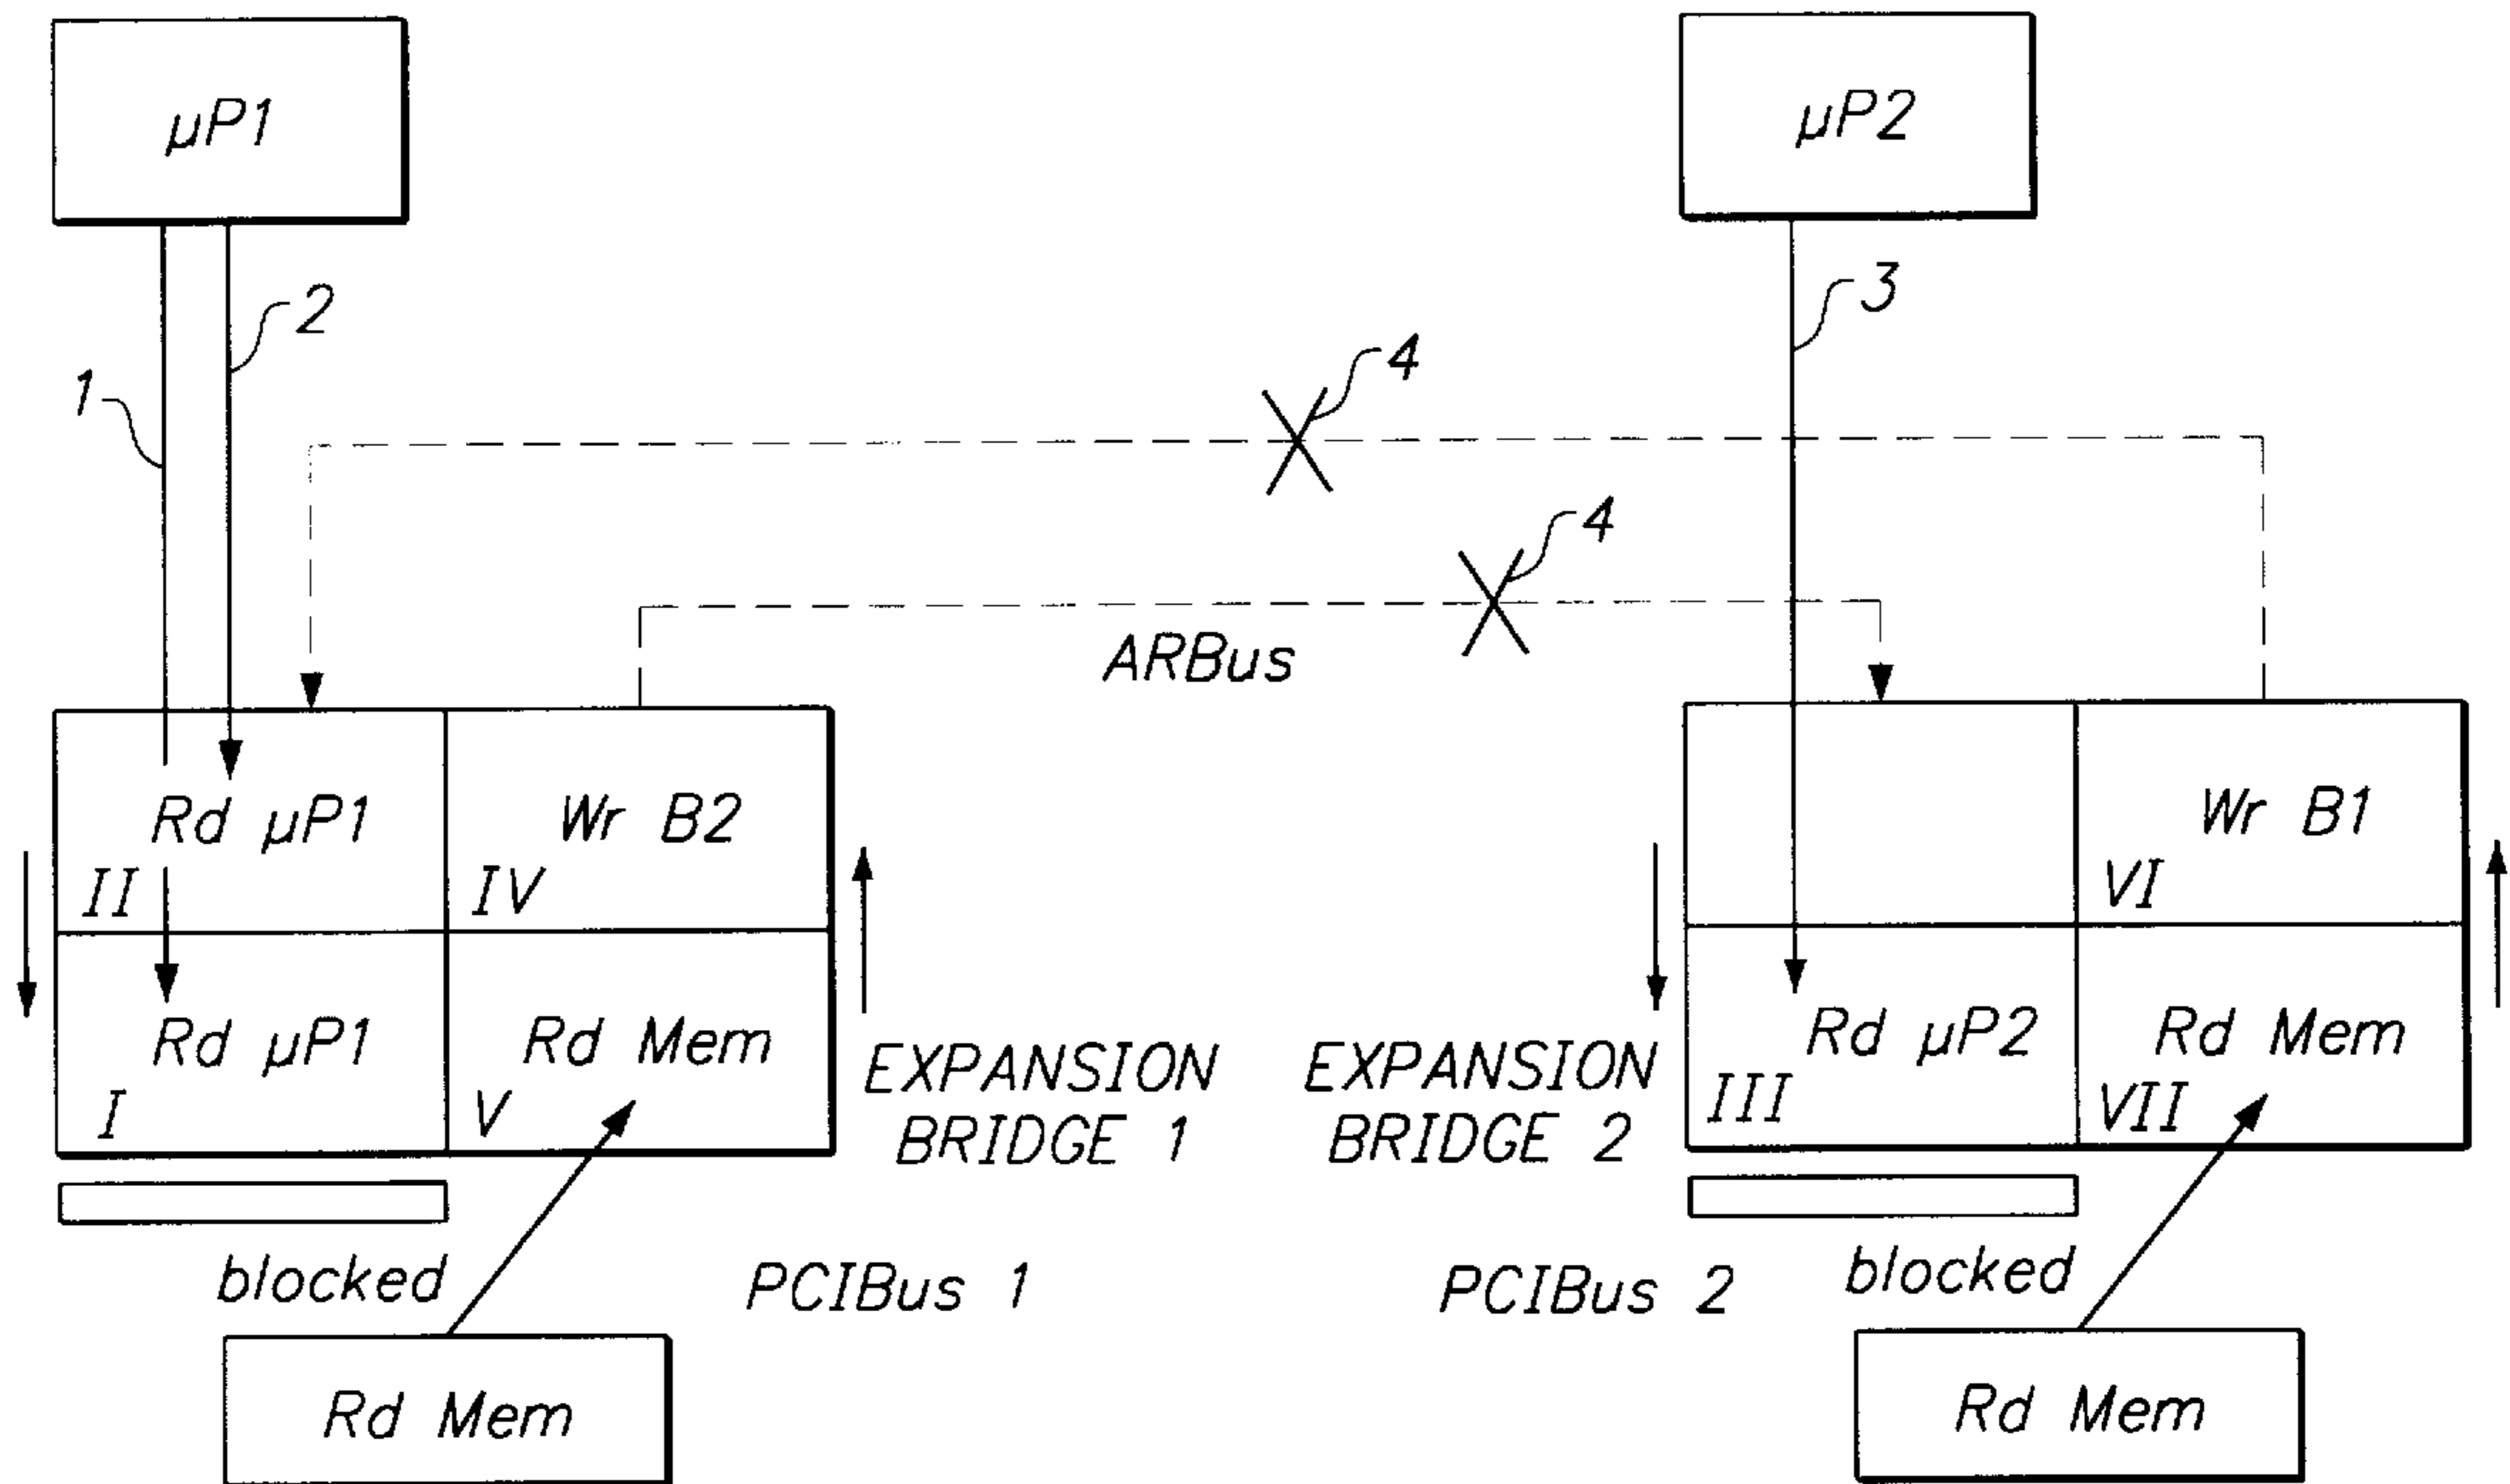 µP1
µP2
2
3
1
4
4
ARBus
Rd µP1
II
Wr B2
IV
Wr B1
VI
Rd µP1
I
Rd Mem
V
EXPANSION
BRIDGE 1
EXPANSION
BRIDGE 2
Rd µP2
III
Rd Mem
VII
blocked
PCIBus 1
PCIBus 2
blocked
Rd Mem
Rd Mem